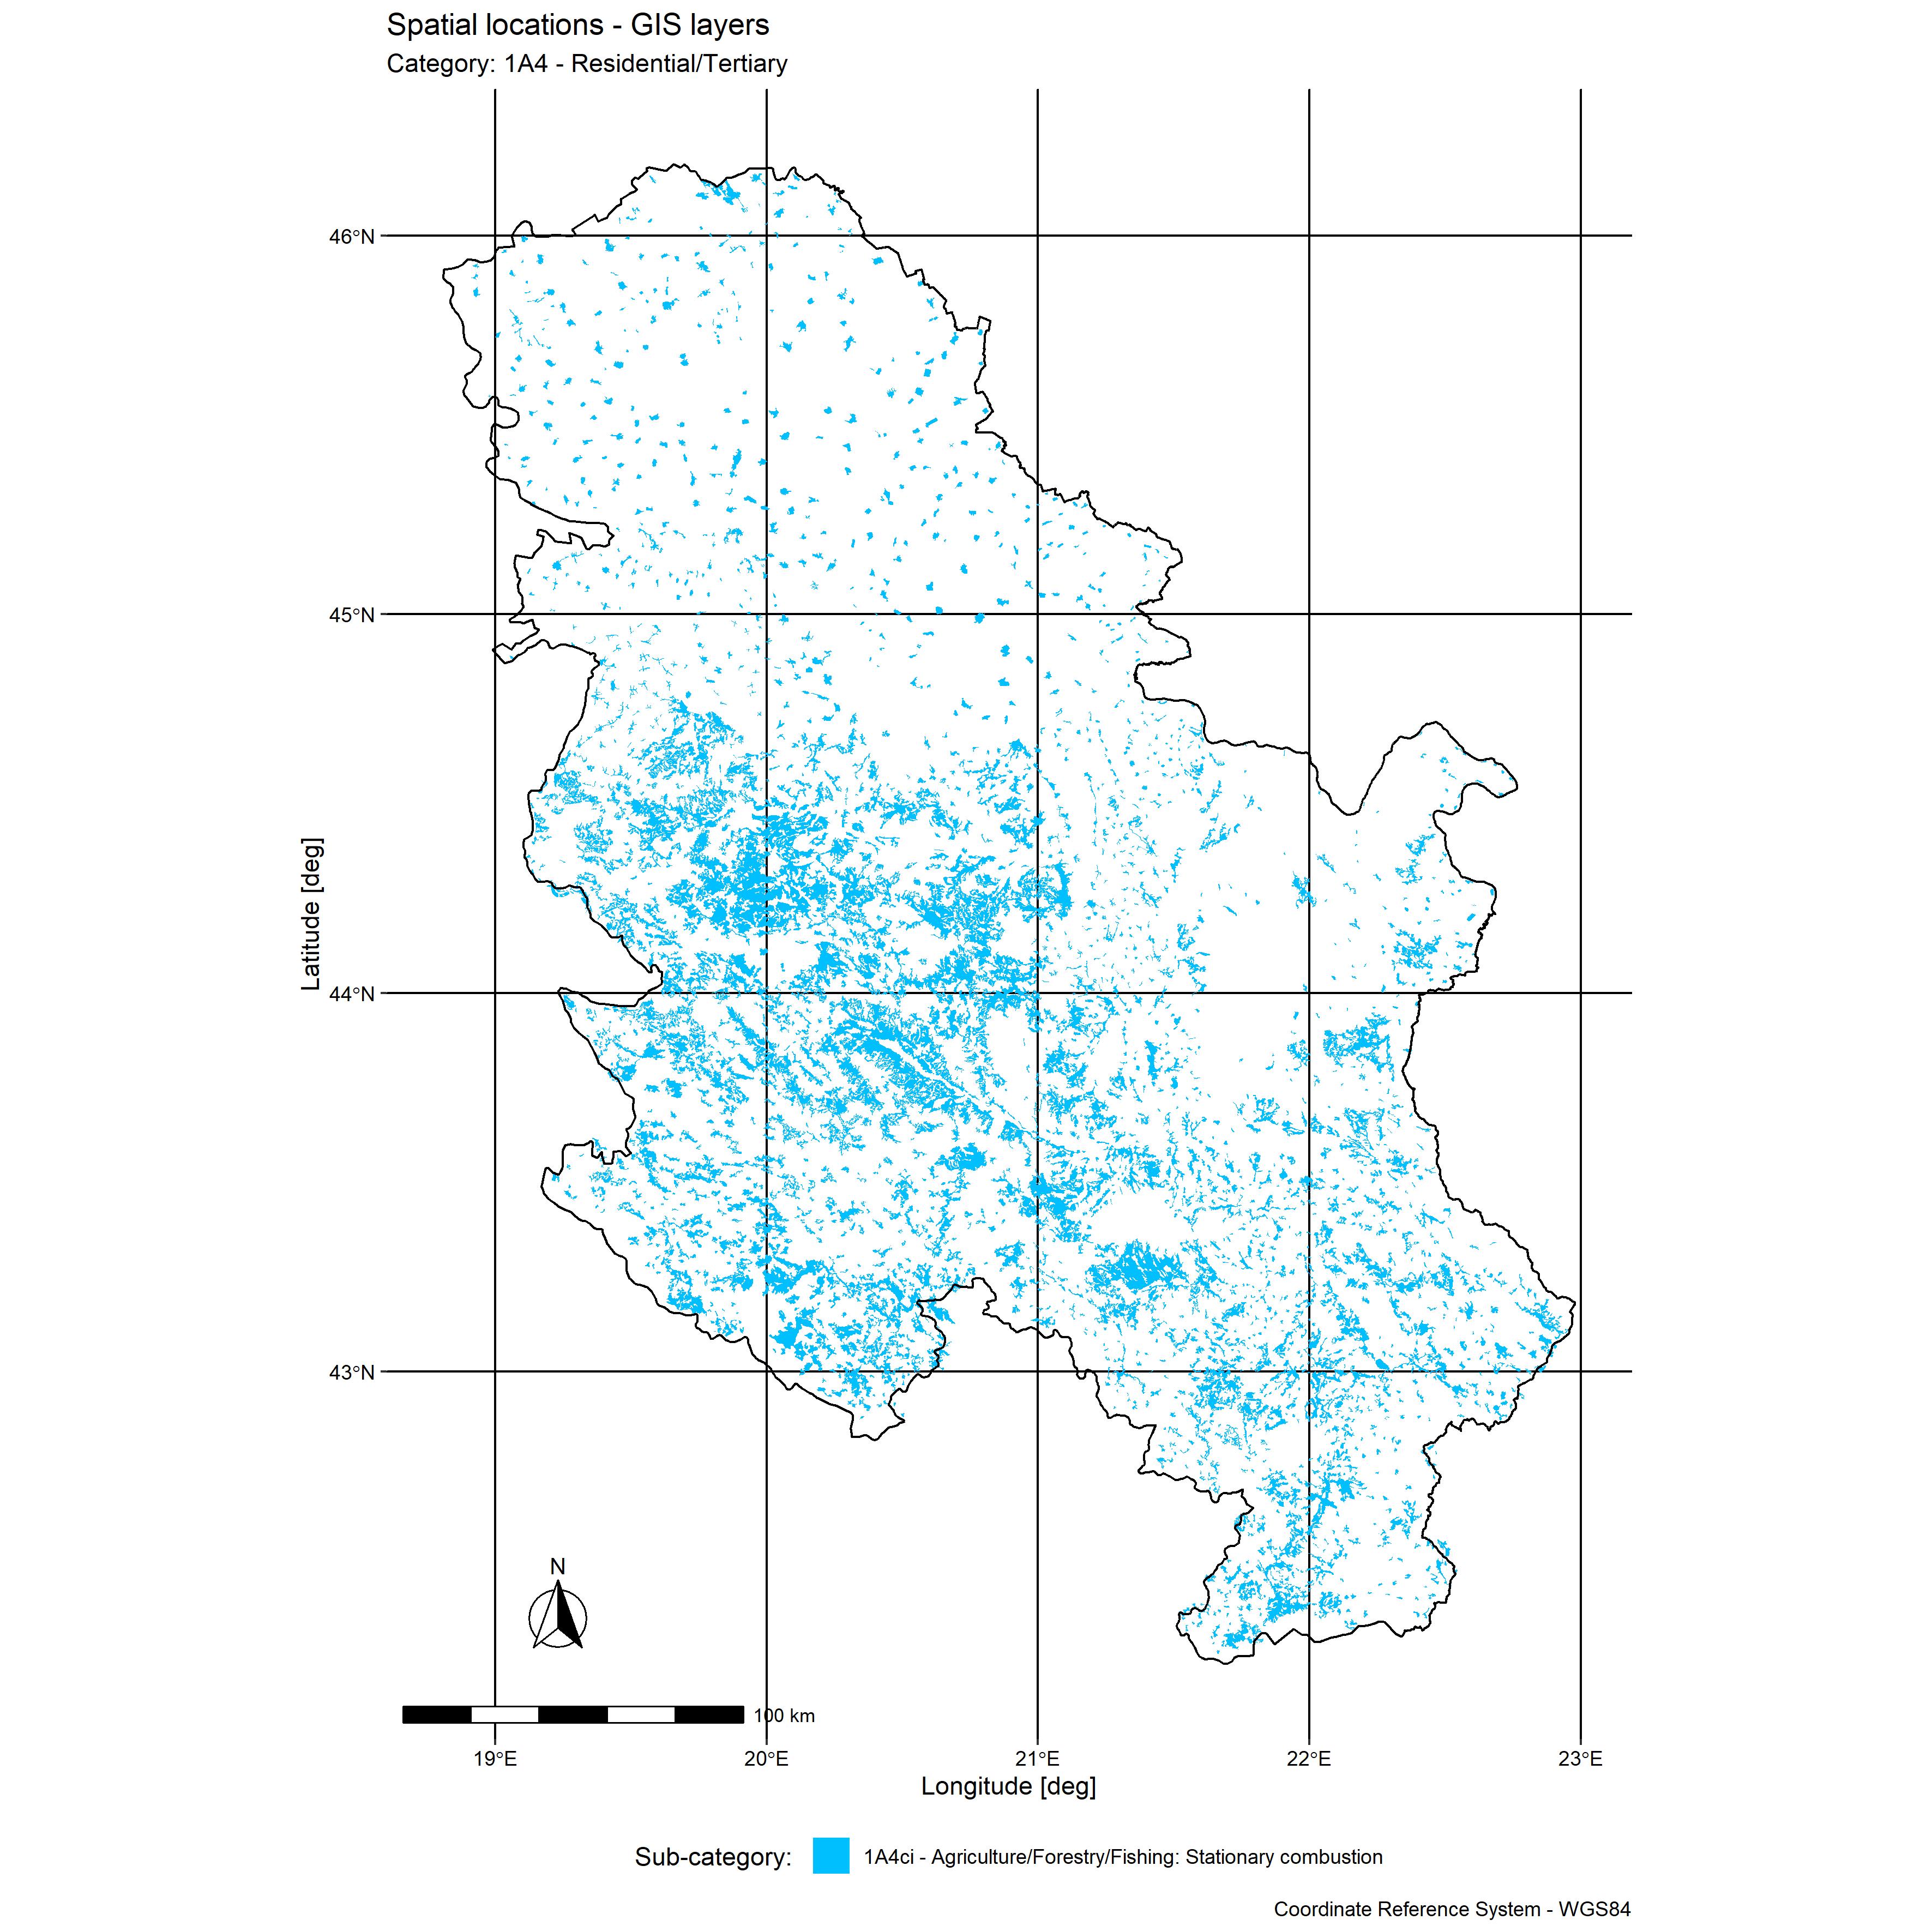 Spatial locations - GIS layers
Category: 1A4 - Residential/Tertiary
46°N
45°N
44°N
43°N
Latitude [deg]
N
100 km
19°E 20°E 21°E 22°E 23°E
Longitude [deg]
Sub-category: 1A4ci - Agriculture/Forestry/Fishing: Stationary combustion
Coordinate Reference System - WGS84